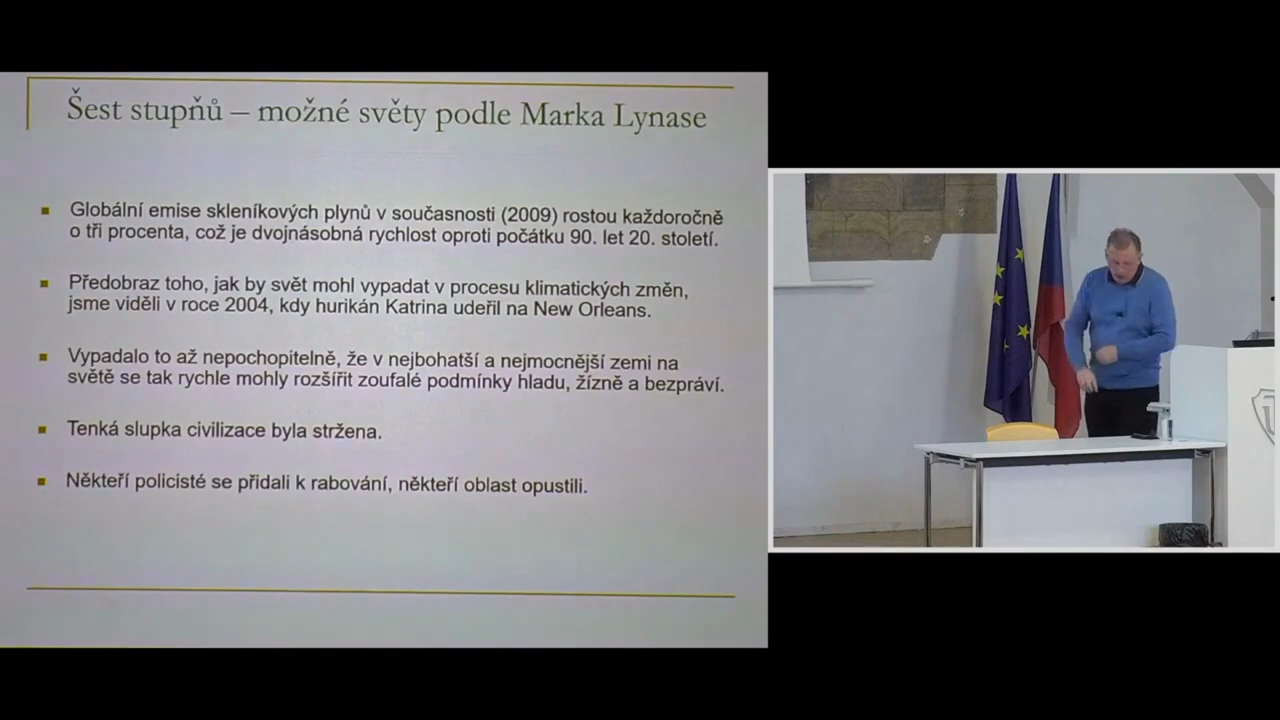 Šest stupňů – možné světy podle Marka Lynase
Globální emise skleníkových plynů v současnosti (2009) rostou každoročně
o tři procenta, což je dvojnásobná rychlost oproti počátku 90. let 20. století.
Předobraz toho, jak by svět mohl vypadat v procesu klimatických změn,
jsme viděli v roce 2004, kdy hurikán Katrina udeřil na New Orleans.
Vypadalo to až nepochopitelně, že v nejbohatší a nejmocnější zemi na
světě se tak rychle mohly rozšířit zoufalé podmínky hladu, žízně a bezpráví.
Tenká slupka civilizace byla stržena.
Někteří policisté se přidali k rabování, někteří oblast opustili.